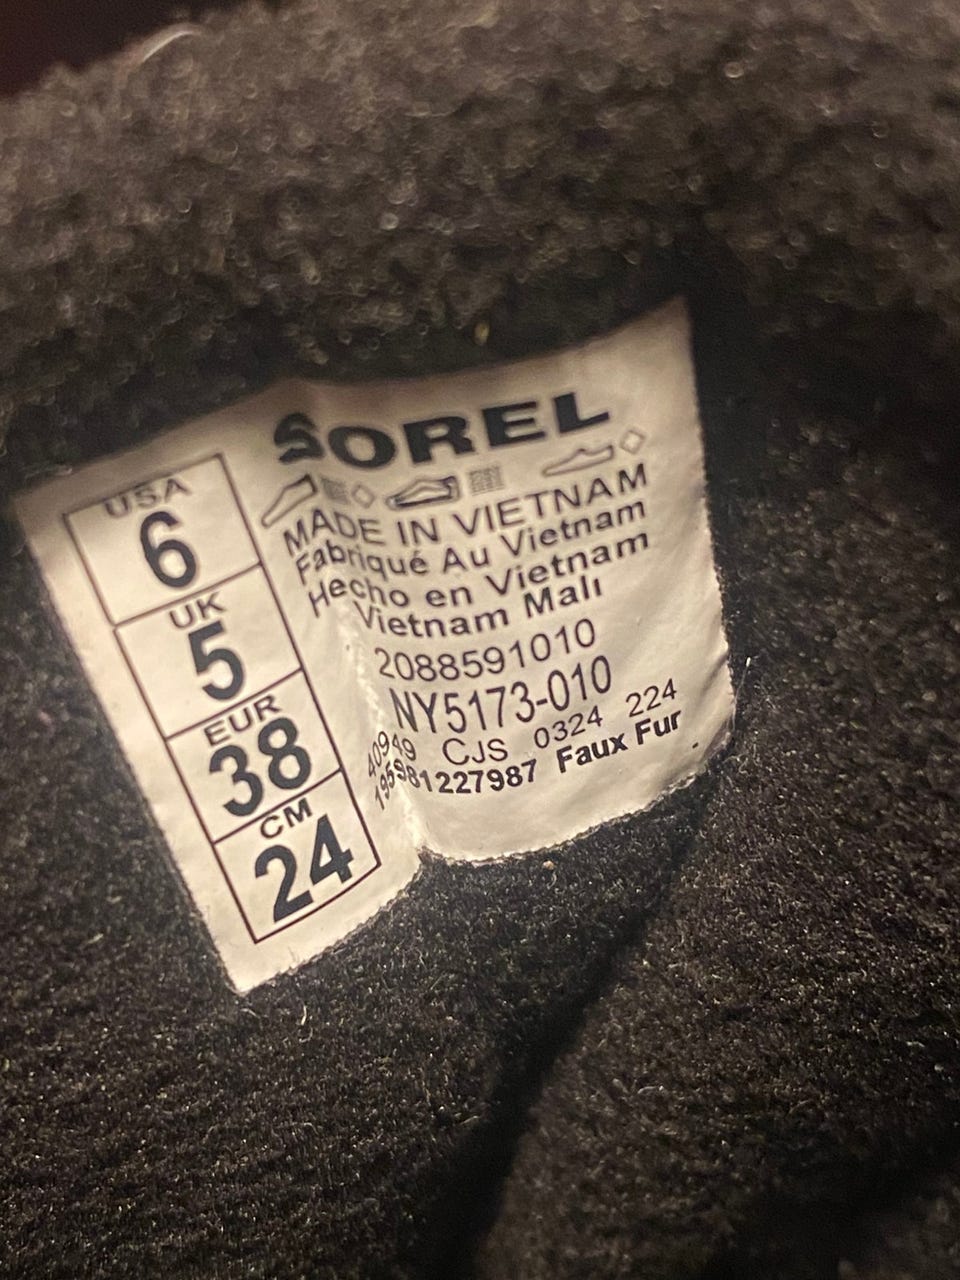 USA
6
UK
5
EUR
38
CM
24
SOREL
MADE IN VIETNAM
Fabriqué Au Vietnam
Hecho en Vietnam
Vietnam Malı
2088591010
NY5173-010
40949 CJS 0324 224
195981227987 Faux Fur